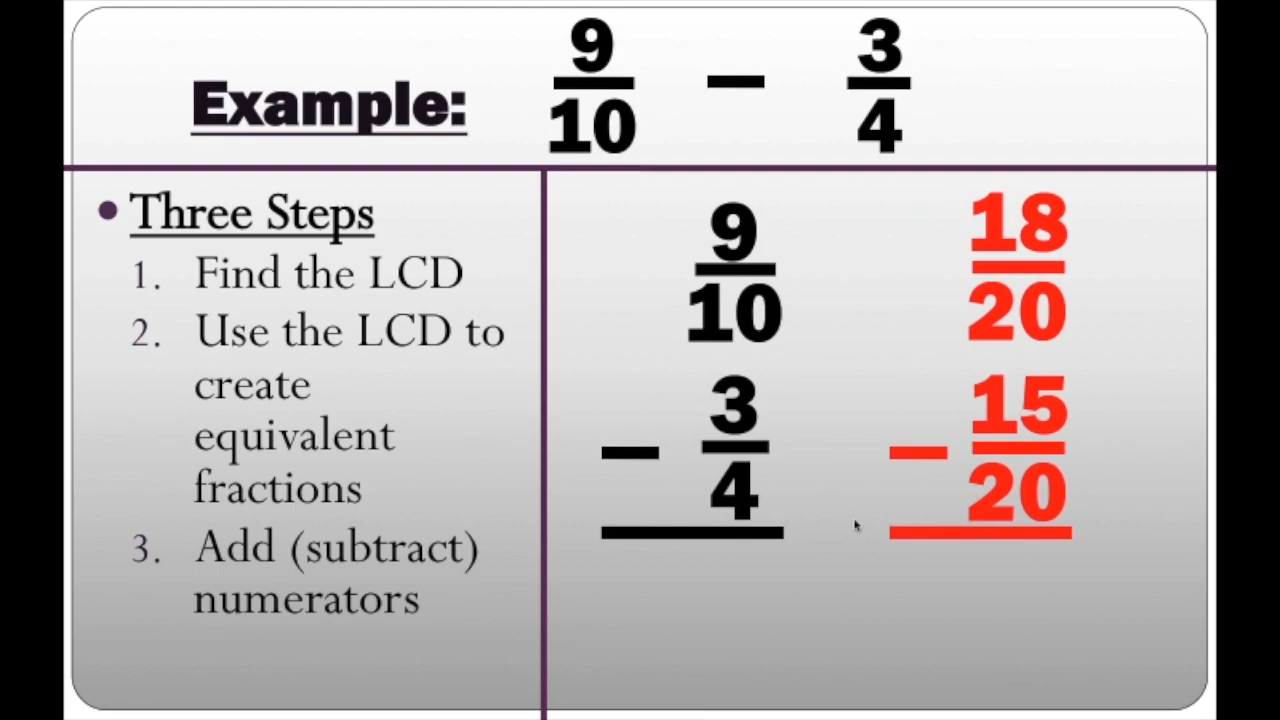 Example: 9/10 − 3/4
• Three Steps
1. Find the LCD
2. Use the LCD to
create
equivalent
fractions
3. Add (subtract)
numerators
9/10 18/20
− 3/4 − 15/20